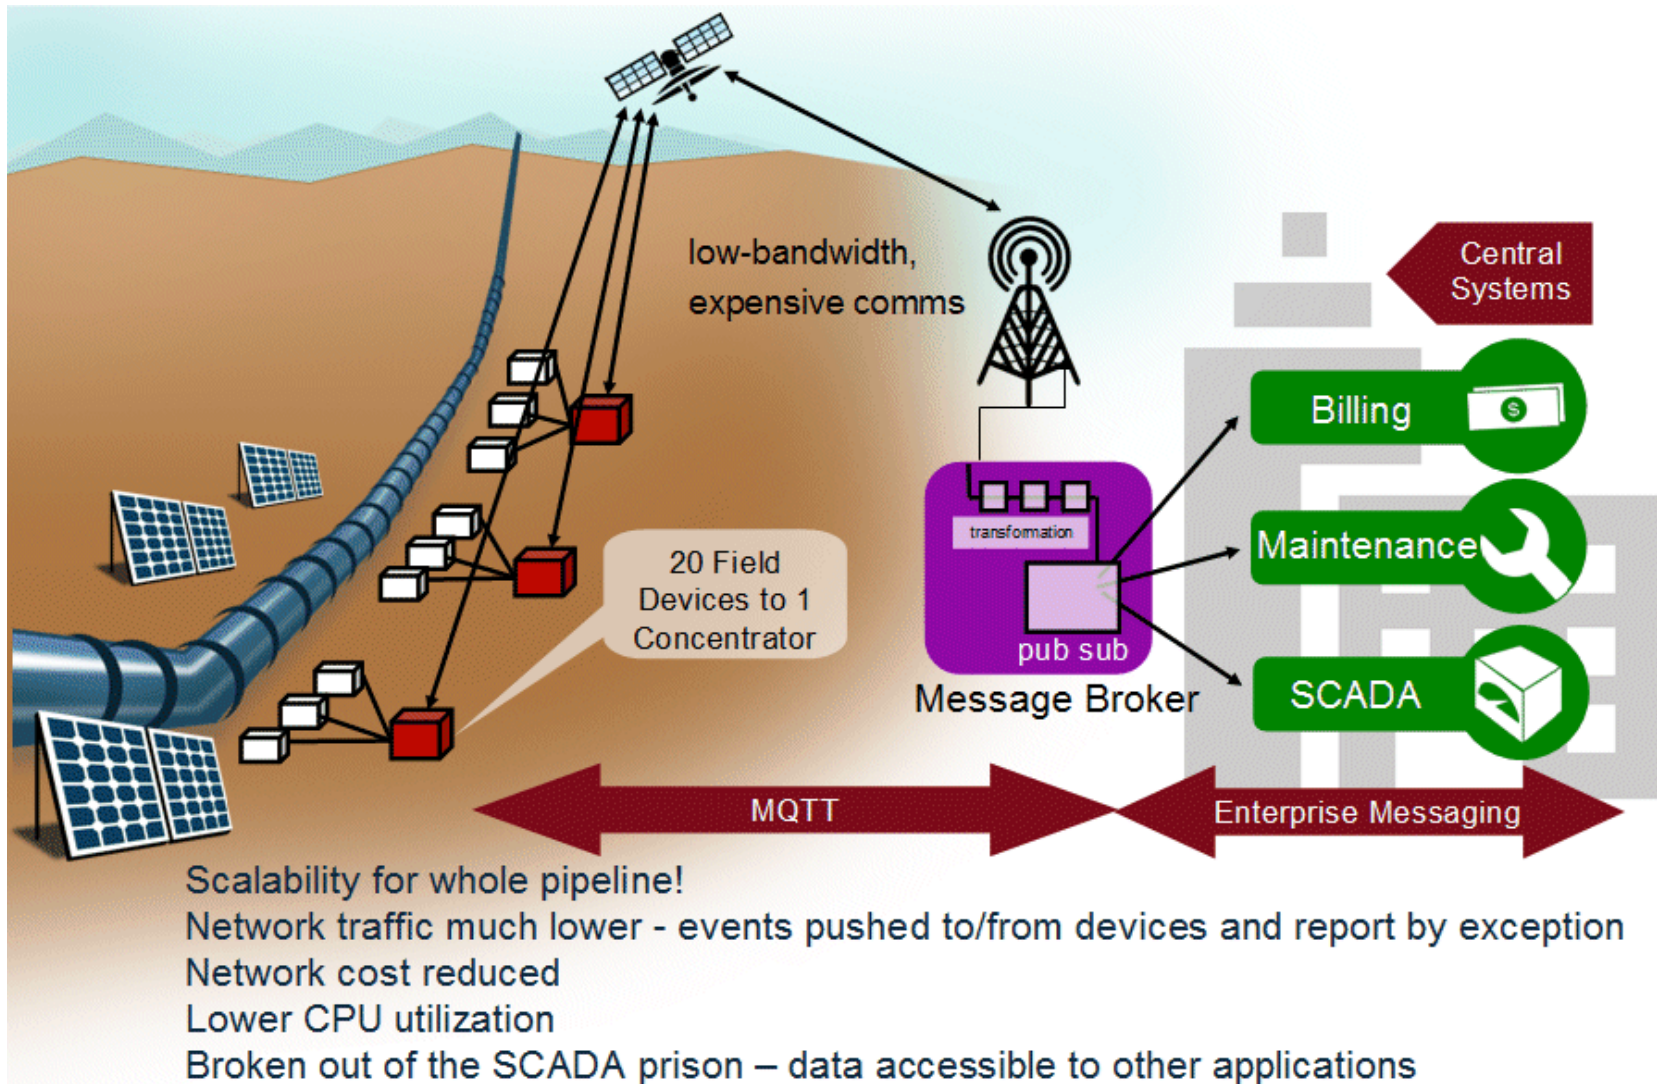 low-bandwidth,
expensive comms
Central
Systems
Billing
$
Maintenance
SCADA
transformation
pub sub
Message Broker
20 Field
Devices to 1
Concentrator
MQTT
Enterprise Messaging
Scalability for whole pipeline!
Network traffic much lower - events pushed to/from devices and report by exception
Network cost reduced
Lower CPU utilization
Broken out of the SCADA prison – data accessible to other applications